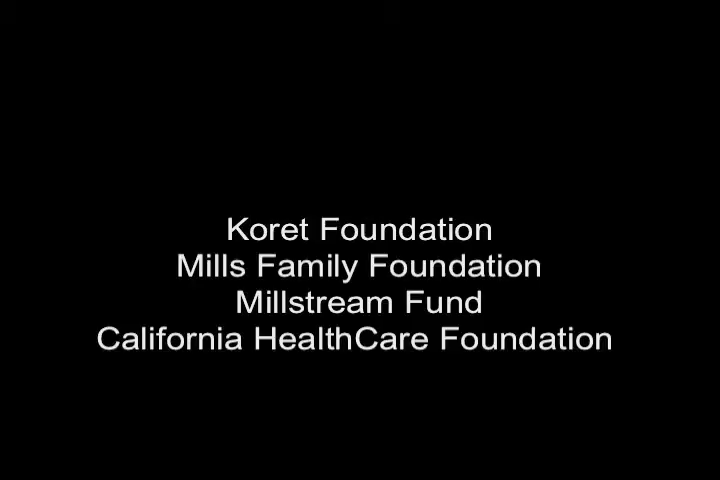 Koret Foundation
Mills Family Foundation
Millstream Fund
California HealthCare Foundation